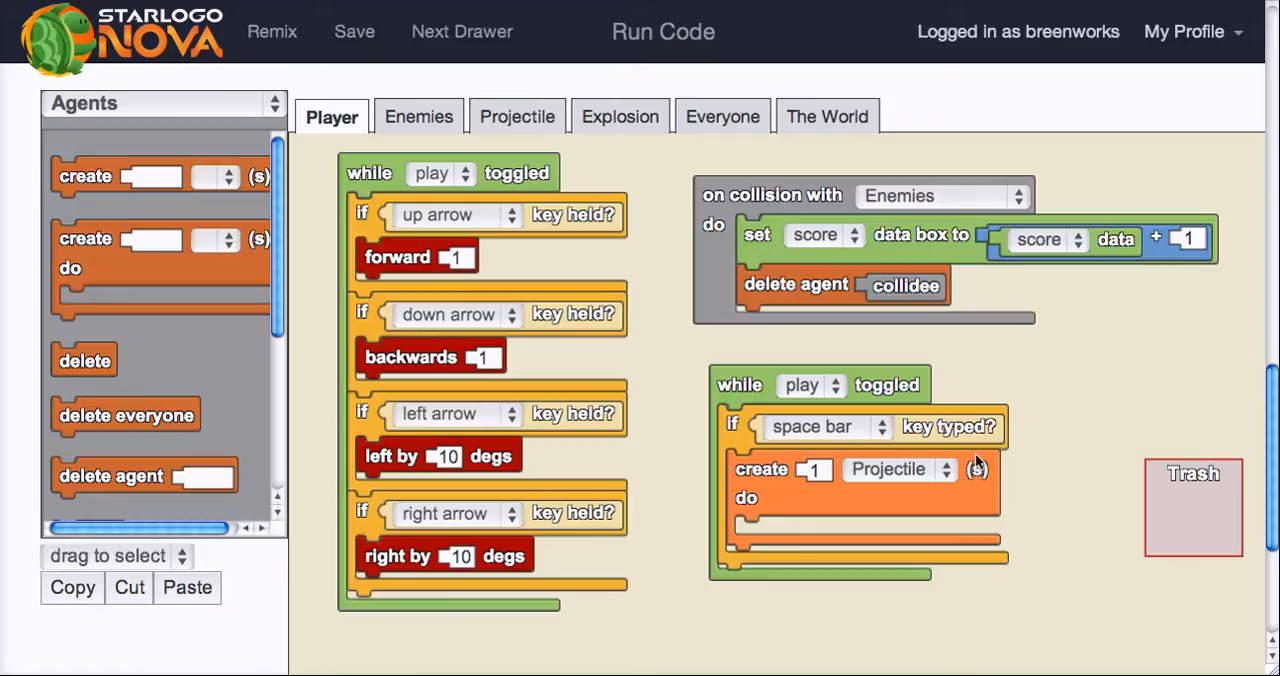 STARLOGO
NOVA
Remix Save Next Drawer Run Code Logged in as breenworks My Profile
Agents
Player Enemies Projectile Explosion Everyone The World
create (s)
create (s)
do
delete
delete everyone
delete agent
drag to select
Copy Cut Paste
while play toggled
if up arrow key held?
forward 1
if down arrow key held?
backwards 1
if left arrow key held?
left by 10 degs
if right arrow key held?
right by 10 degs
on collision with Enemies
do set score data box to score data + 1
delete agent collidee
while play toggled
if space bar key typed?
create 1 Projectile (s)
do
Trash